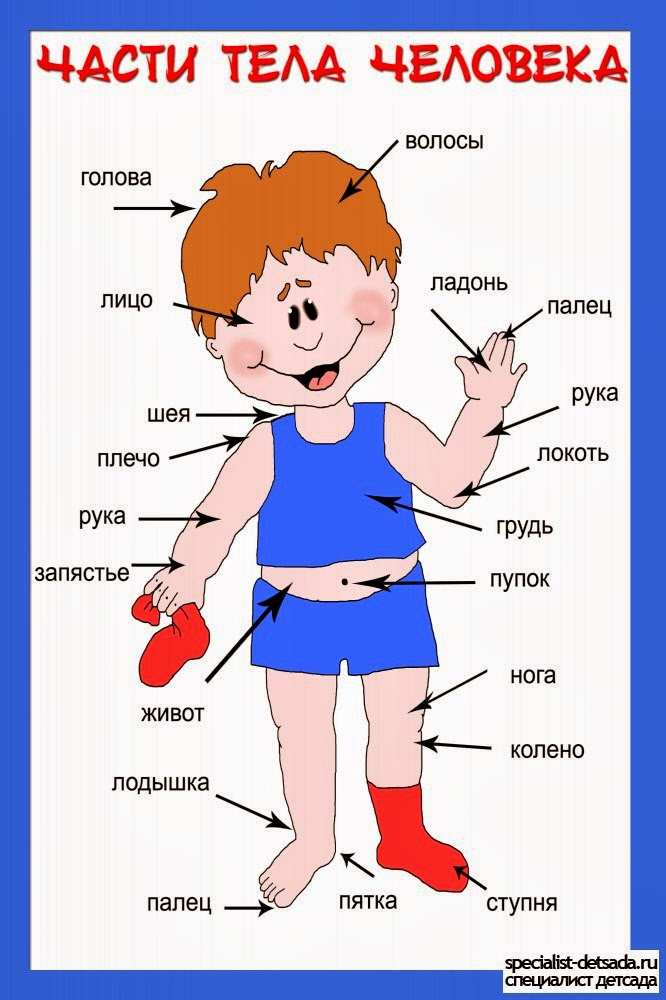 ЧАСТИ ТЕЛА ЧЕЛОВЕКА
волосы
голова
ладонь
палец
лицо
рука
шея
локоть
плечо
рука
грудь
запястье
пупок
нога
живот
колено
лодышка
палец
пятка
ступня
specialist-detsada.ru
специалист детсада